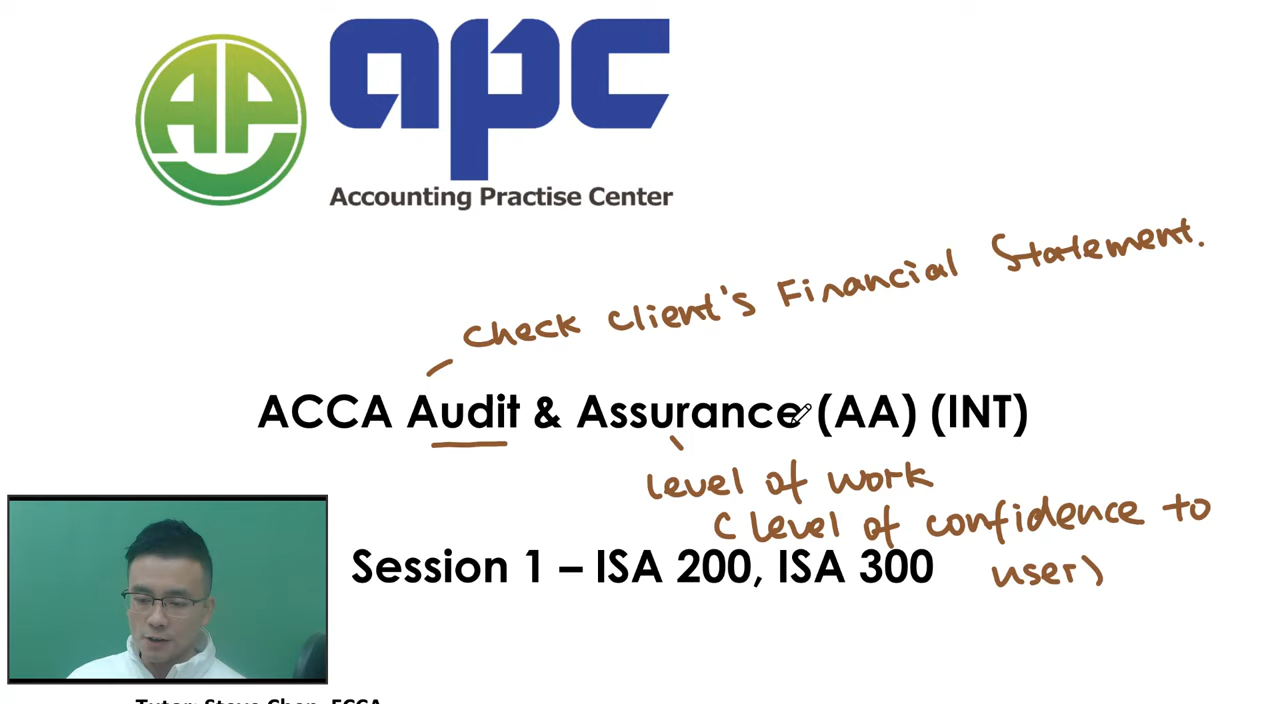 AP
apc
Accounting Practise Center
Check Client's Financial Statement.
ACCA Audit & Assurance (AA) (INT)
level of work
( level of confidence to
user)
Session 1 – ISA 200, ISA 300